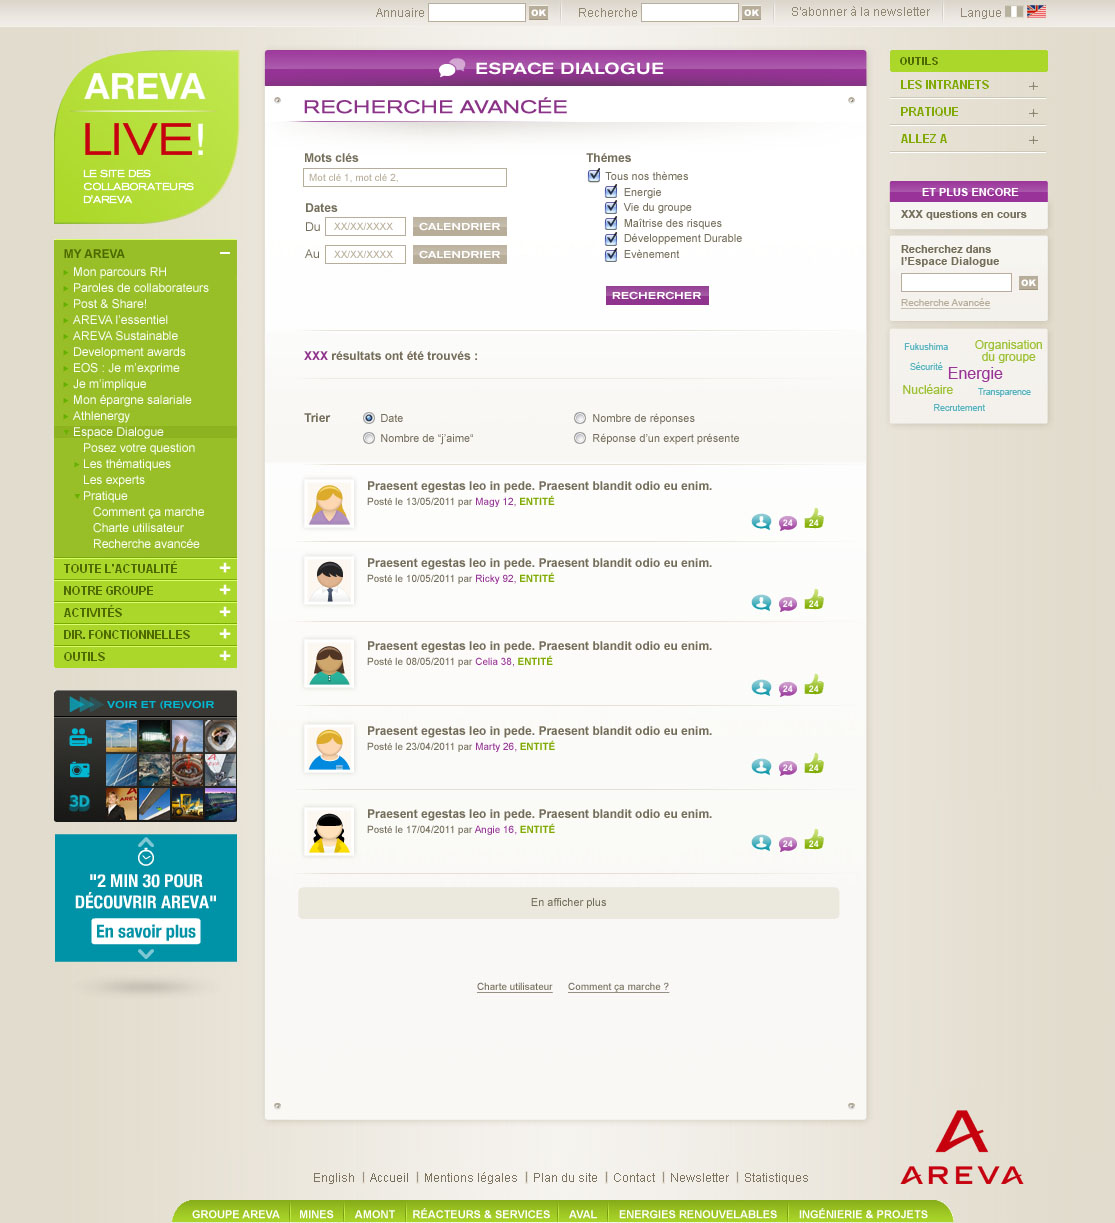 Annuaire OK Recherche OK S'abonner à la newsletter Langue
AREVA
LIVE!
LE SITE DES
COLLABORATEURS
D'AREVA
MY AREVA
Mon parcours RH
Paroles de collaborateurs
Post & Share!
AREVA l'essentiel
AREVA Sustainable
Development awards
EOS : Je m'exprime
Je m'implique
Mon épargne salariale
Athlenergy
Espace Dialogue
Posez votre question
Les thématiques
Les experts
Pratique
Comment ça marche
Charte utilisateur
Recherche avancée
TOUTE L'ACTUALITÉ
NOTRE GROUPE
ACTIVITÉS
DIR. FONCTIONNELLES
OUTILS
VOIR ET (RE)VOIR
3D
"2 MIN 30 POUR
DÉCOUVRIR AREVA"
En savoir plus
ESPACE DIALOGUE
RECHERCHE AVANCÉE
Mots clés
Mot clé 1, mot clé 2,
Dates
Du XX/XX/XXXX CALENDRIER
Au XX/XX/XXXX CALENDRIER
Thémes
Tous nos thèmes
Energie
Vie du groupe
Maîtrise des risques
Développement Durable
Evènement
RECHERCHER
XXX résultats ont été trouvés :
Trier Date Nombre de réponses
Nombre de “j'aime“ Réponse d'un expert présente
Praesent egestas leo in pede. Praesent blandit odio eu enim.
Posté le 13/05/2011 par Magy 12, ENTITÉ
24 24
Praesent egestas leo in pede. Praesent blandit odio eu enim.
Posté le 10/05/2011 par Ricky 92, ENTITÉ
24 24
Praesent egestas leo in pede. Praesent blandit odio eu enim.
Posté le 08/05/2011 par Celia 38, ENTITÉ
24 24
Praesent egestas leo in pede. Praesent blandit odio eu enim.
Posté le 23/04/2011 par Marty 26, ENTITÉ
24 24
Praesent egestas leo in pede. Praesent blandit odio eu enim.
Posté le 17/04/2011 par Angie 16, ENTITÉ
24 24
En afficher plus
Charte utilisateur Comment ça marche ?
OUTILS
LES INTRANETS
PRATIQUE
ALLEZ A
ET PLUS ENCORE
XXX questions en cours
Recherchez dans
l'Espace Dialogue
OK
Recherche Avancée
Fukushima
Organisation
du groupe
Sécurité
Energie
Nucléaire
Transparence
Recrutement
AREVA
English | Accueil | Mentions légales | Plan du site | Contact | Newsletter | Statistiques
GROUPE AREVA MINES AMONT RÉACTEURS & SERVICES AVAL ENERGIES RENOUVELABLES INGÉNIERIE & PROJETS